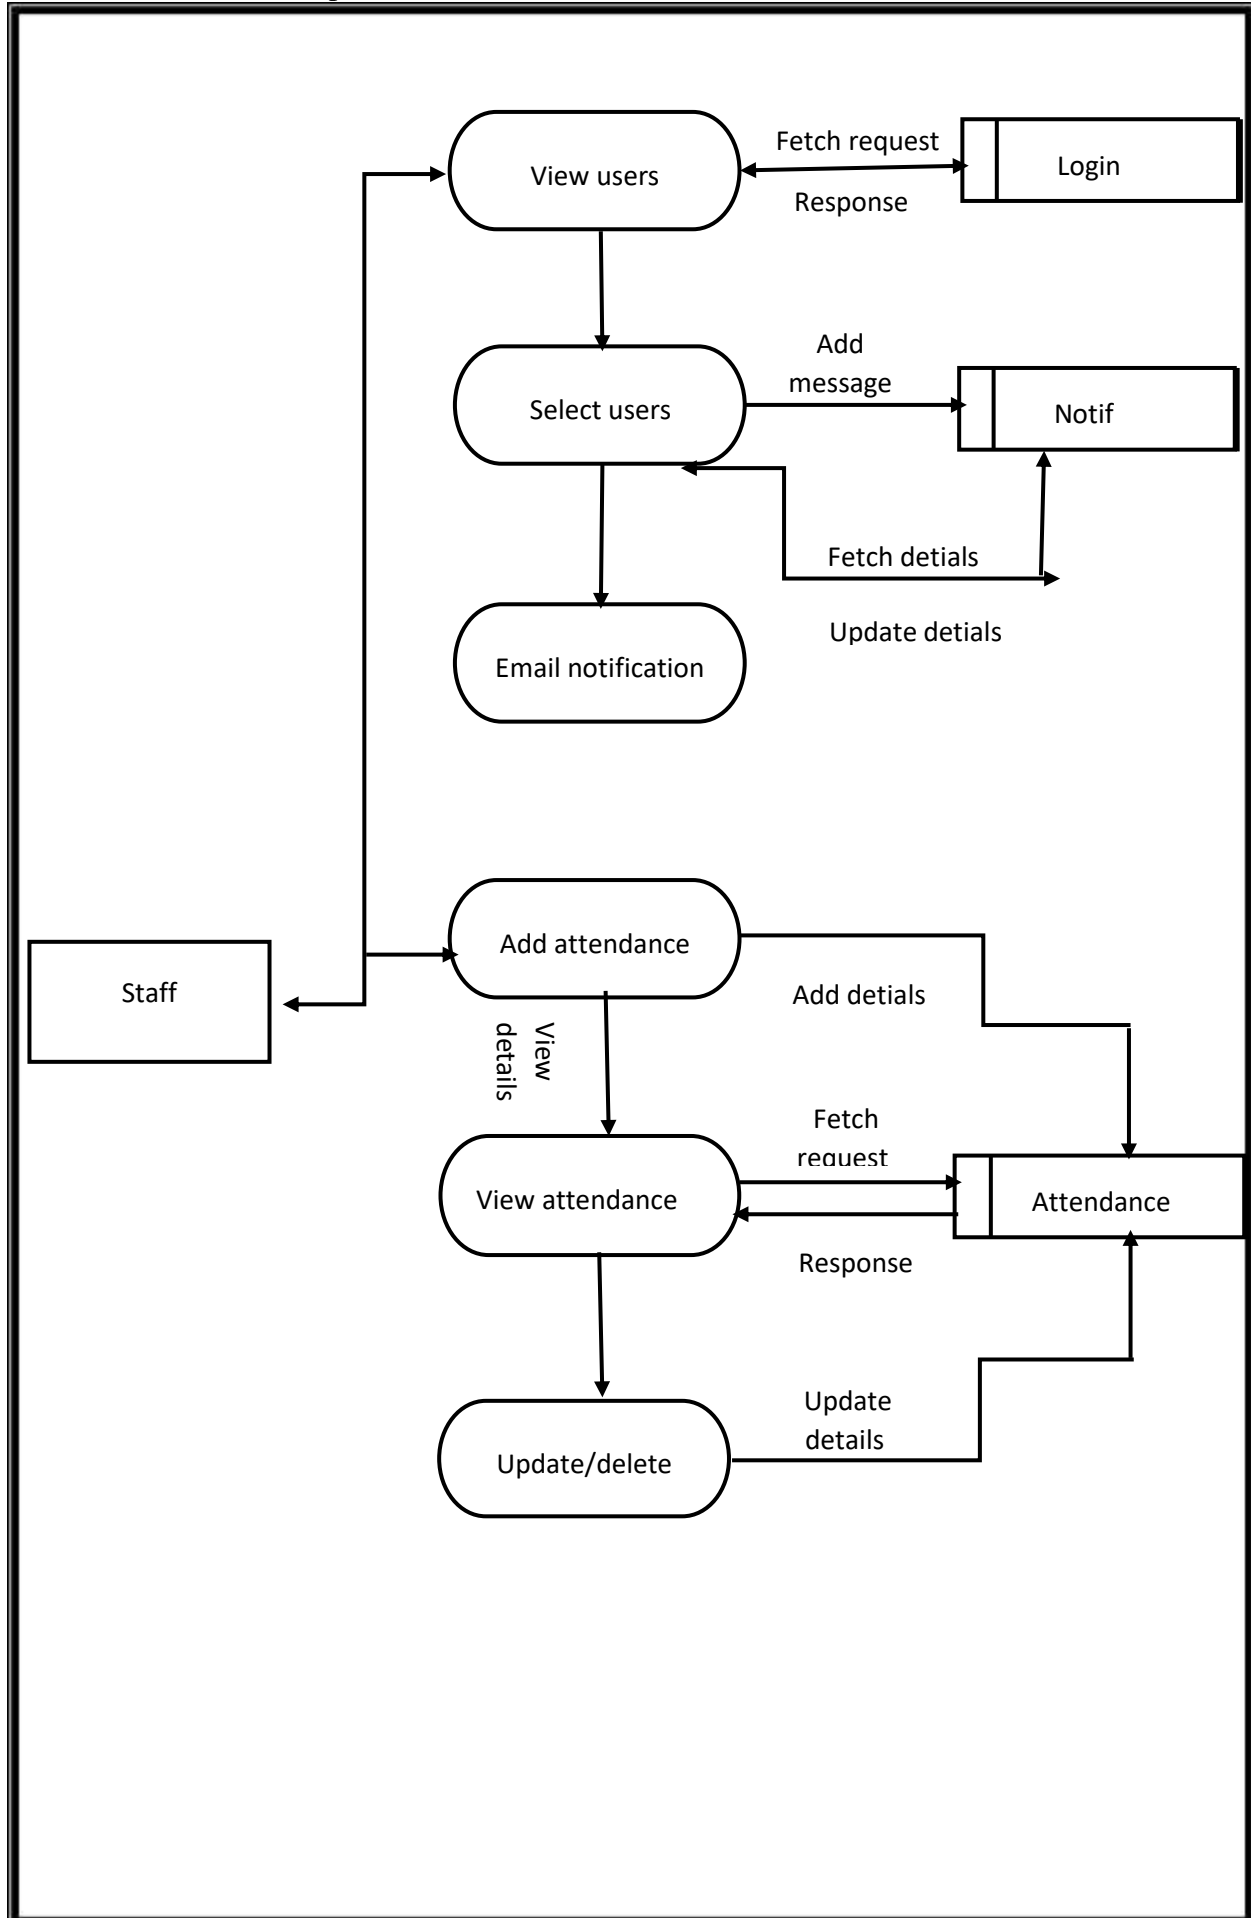 View users
Fetch request
Response
Login
Select users
Add
message
Notif
Fetch detials
Update detials
Email notification
Staff
Add attendance
Add detials
View
details
View attendance
Fetch
request
Response
Attendance
Update/delete
Update
details